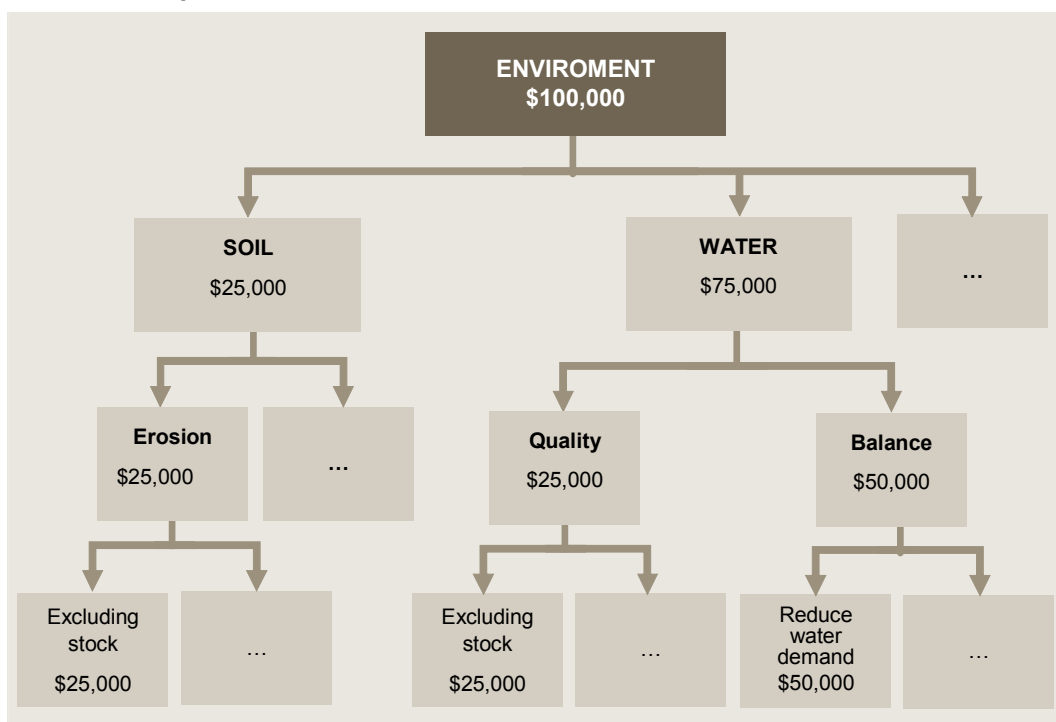 ENVIROMENT
$100,000
SOIL
$25,000
WATER
$75,000
...
Erosion
$25,000
...
Quality
$25,000
Balance
$50,000
Excluding
stock
$25,000
...
Excluding
stock
$25,000
...
Reduce
water
demand
$50,000
...